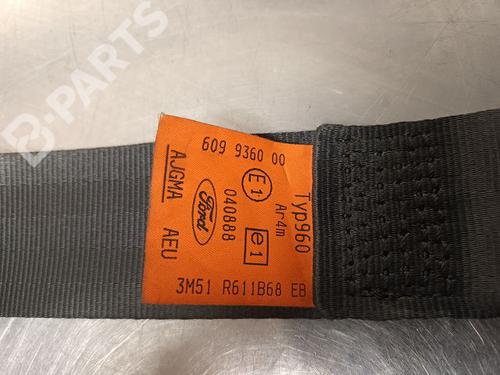 B-PARTS
609 9360 00
Typ960
Ar4m
E1
040888
e1
Ford
AJGMA
AEU
3M51 R611B68 EB